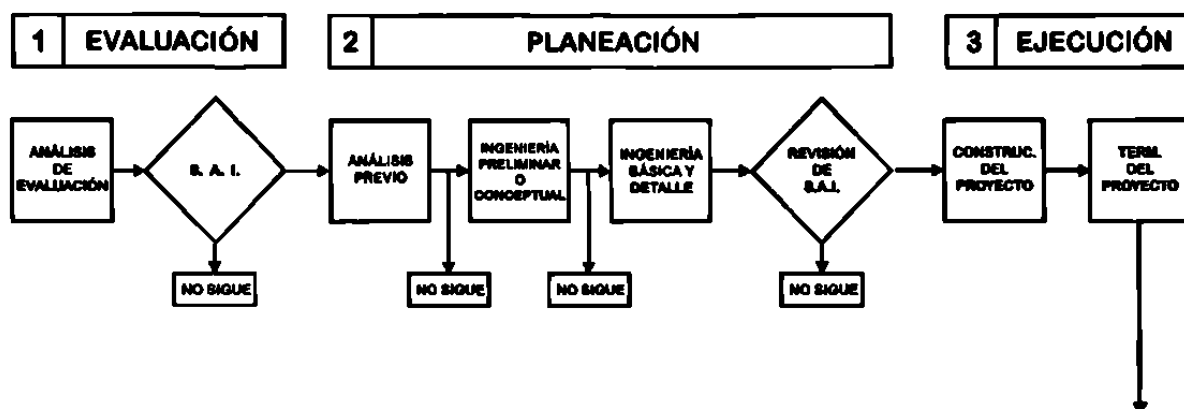 1 EVALUACIÓN
2 PLANEACIÓN
3 EJECUCIÓN
ANÁLISIS
DE
EVALUACIÓN
S. A. I.
NO SIGUE
ANÁLISIS
PREVIO
NO SIGUE
INGENIERÍA
PRELIMINAR
O
CONCEPTUAL
NO SIGUE
INGENIERÍA
BÁSICA Y
DETALLE
REVISIÓN
DE
S.A.I.
NO SIGUE
CONSTRUC.
DEL
PROYECTO
TERM.
DEL
PROYECTO